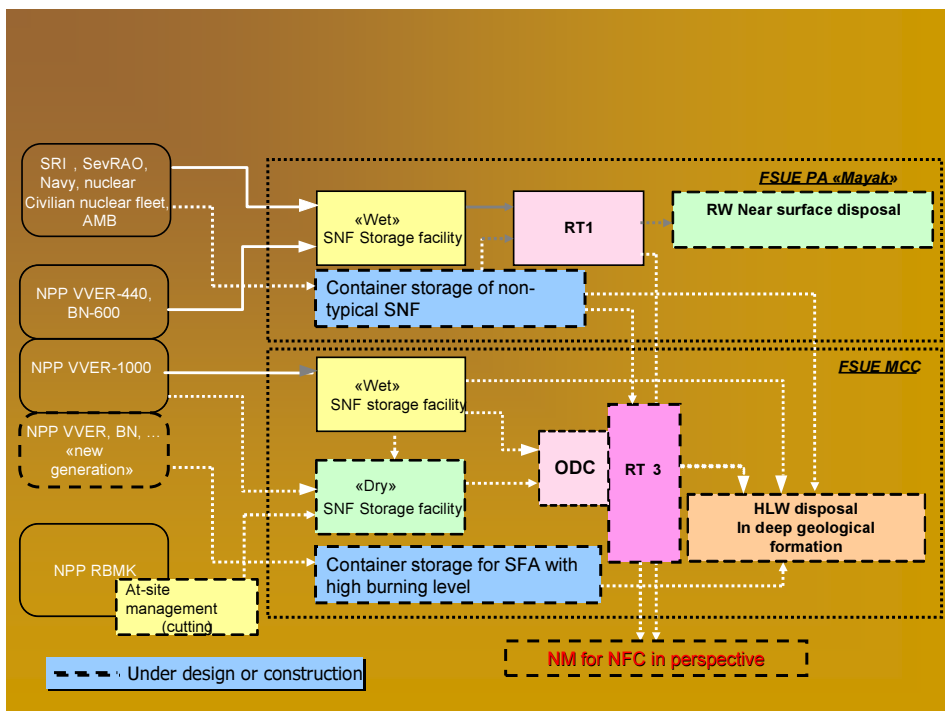 SRI , SevRAO,
Navy, nuclear
Civilian nuclear fleet,
AMB
NPP VVER-440,
BN-600
NPP VVER-1000
NPP VVER, BN, ...
«new
generation»
NPP RBMK
At-site
management
(cutting)
FSUE PA «Mayak»
«Wet»
SNF Storage facility
RT1
RW Near surface disposal
Container storage of non-
typical SNF
FSUE MCC
«Wet»
SNF storage facility
«Dry»
SNF Storage facility
ODC
RT 3
HLW disposal
In deep geological
formation
Container storage for SFA with
high burning level
NM for NFC in perspective
Under design or construction